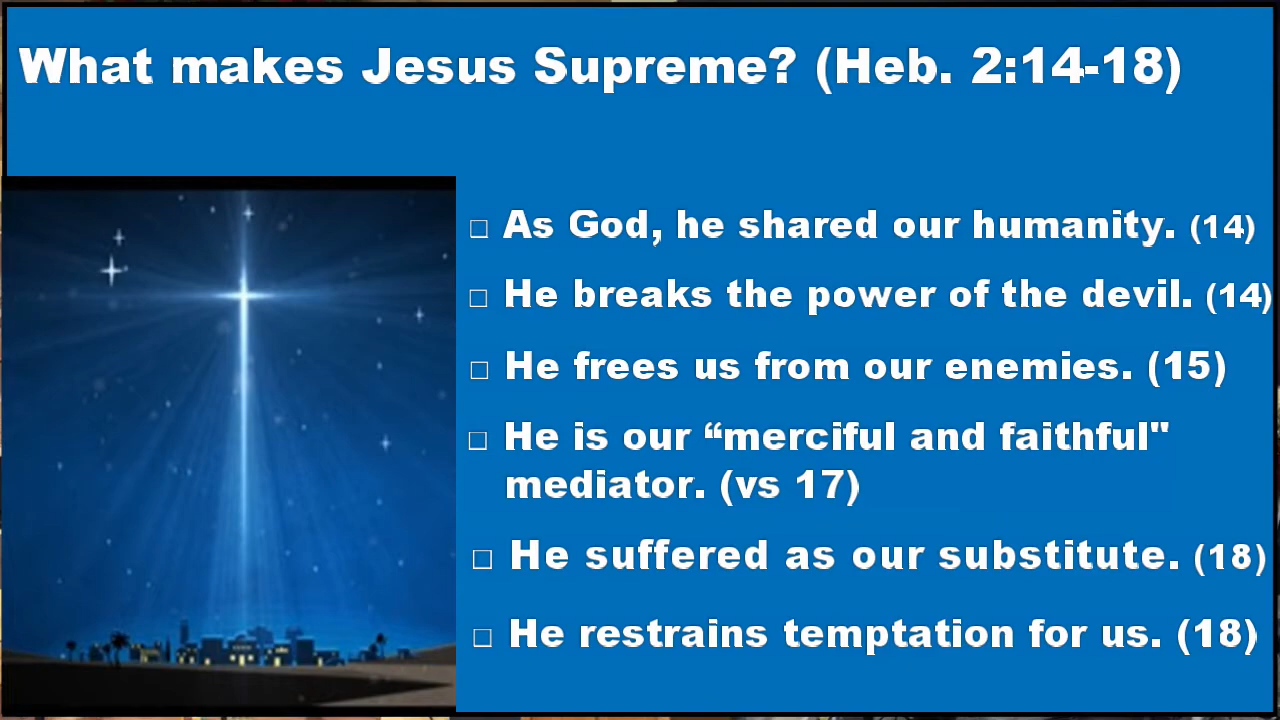 What makes Jesus Supreme? (Heb. 2:14-18)
□ As God, he shared our humanity. (14)
□ He breaks the power of the devil. (14)
□ He frees us from our enemies. (15)
□ He is our “merciful and faithful"
mediator. (vs 17)
□ He suffered as our substitute. (18)
□ He restrains temptation for us. (18)